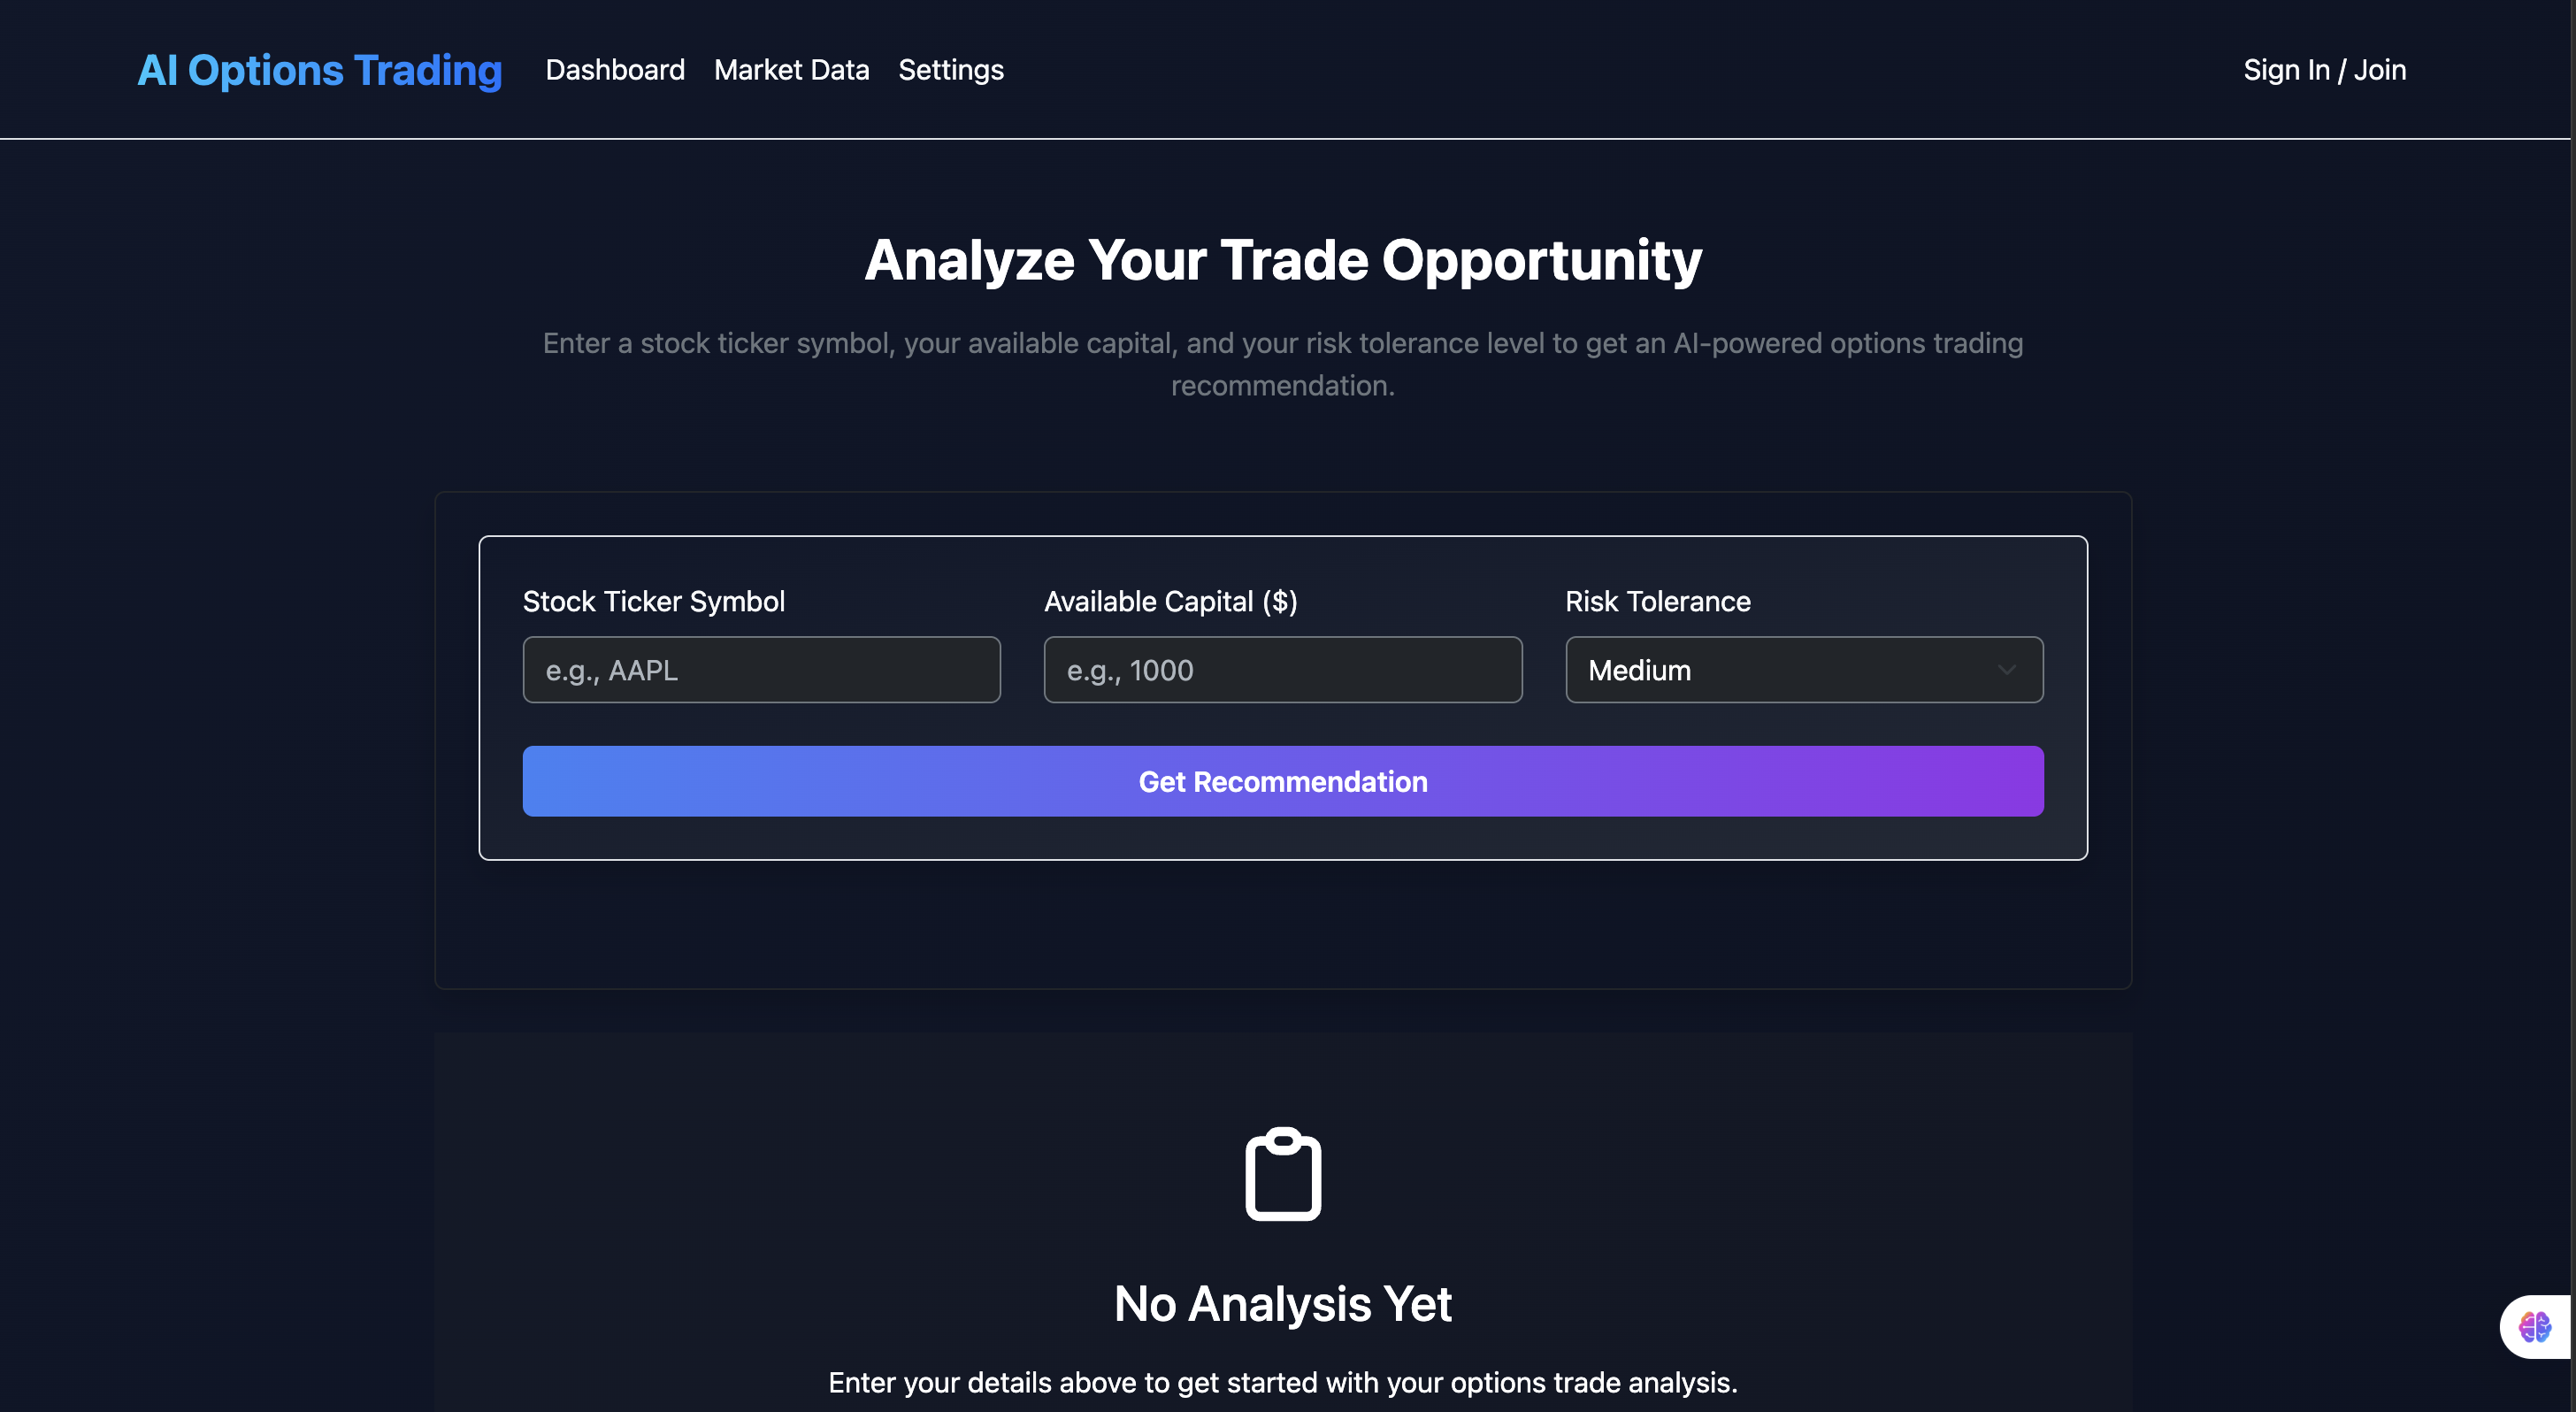 AI Options Trading
Dashboard
Market Data
Settings
Sign In / Join
Analyze Your Trade Opportunity
Enter a stock ticker symbol, your available capital, and your risk tolerance level to get an AI-powered options trading
recommendation.
Stock Ticker Symbol
Available Capital ($)
Risk Tolerance
e.g., AAPL
e.g., 1000
Medium
Get Recommendation
No Analysis Yet
Enter your details above to get started with your options trade analysis.